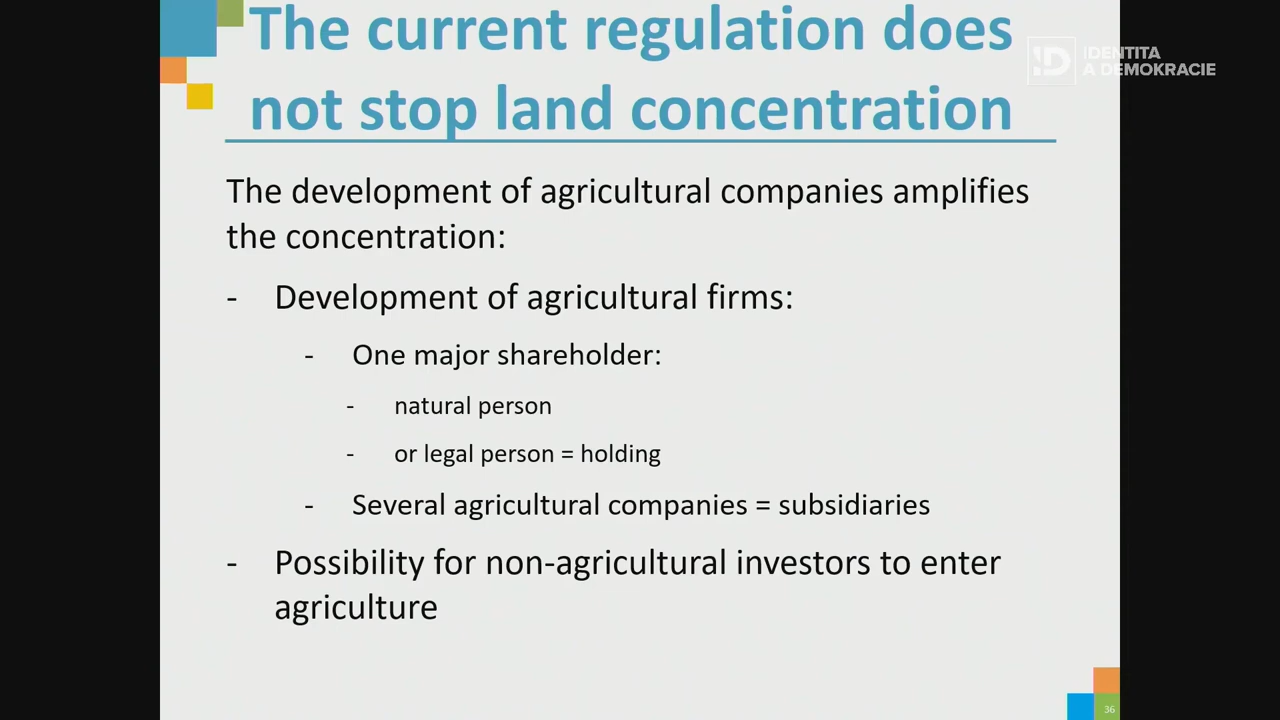 The current regulation does
not stop land concentration
ID IDENTITA
A DEMOKRACIE
The development of agricultural companies amplifies
the concentration:
- Development of agricultural firms:
- One major shareholder:
- natural person
- or legal person = holding
- Several agricultural companies = subsidiaries
- Possibility for non-agricultural investors to enter
agriculture
36